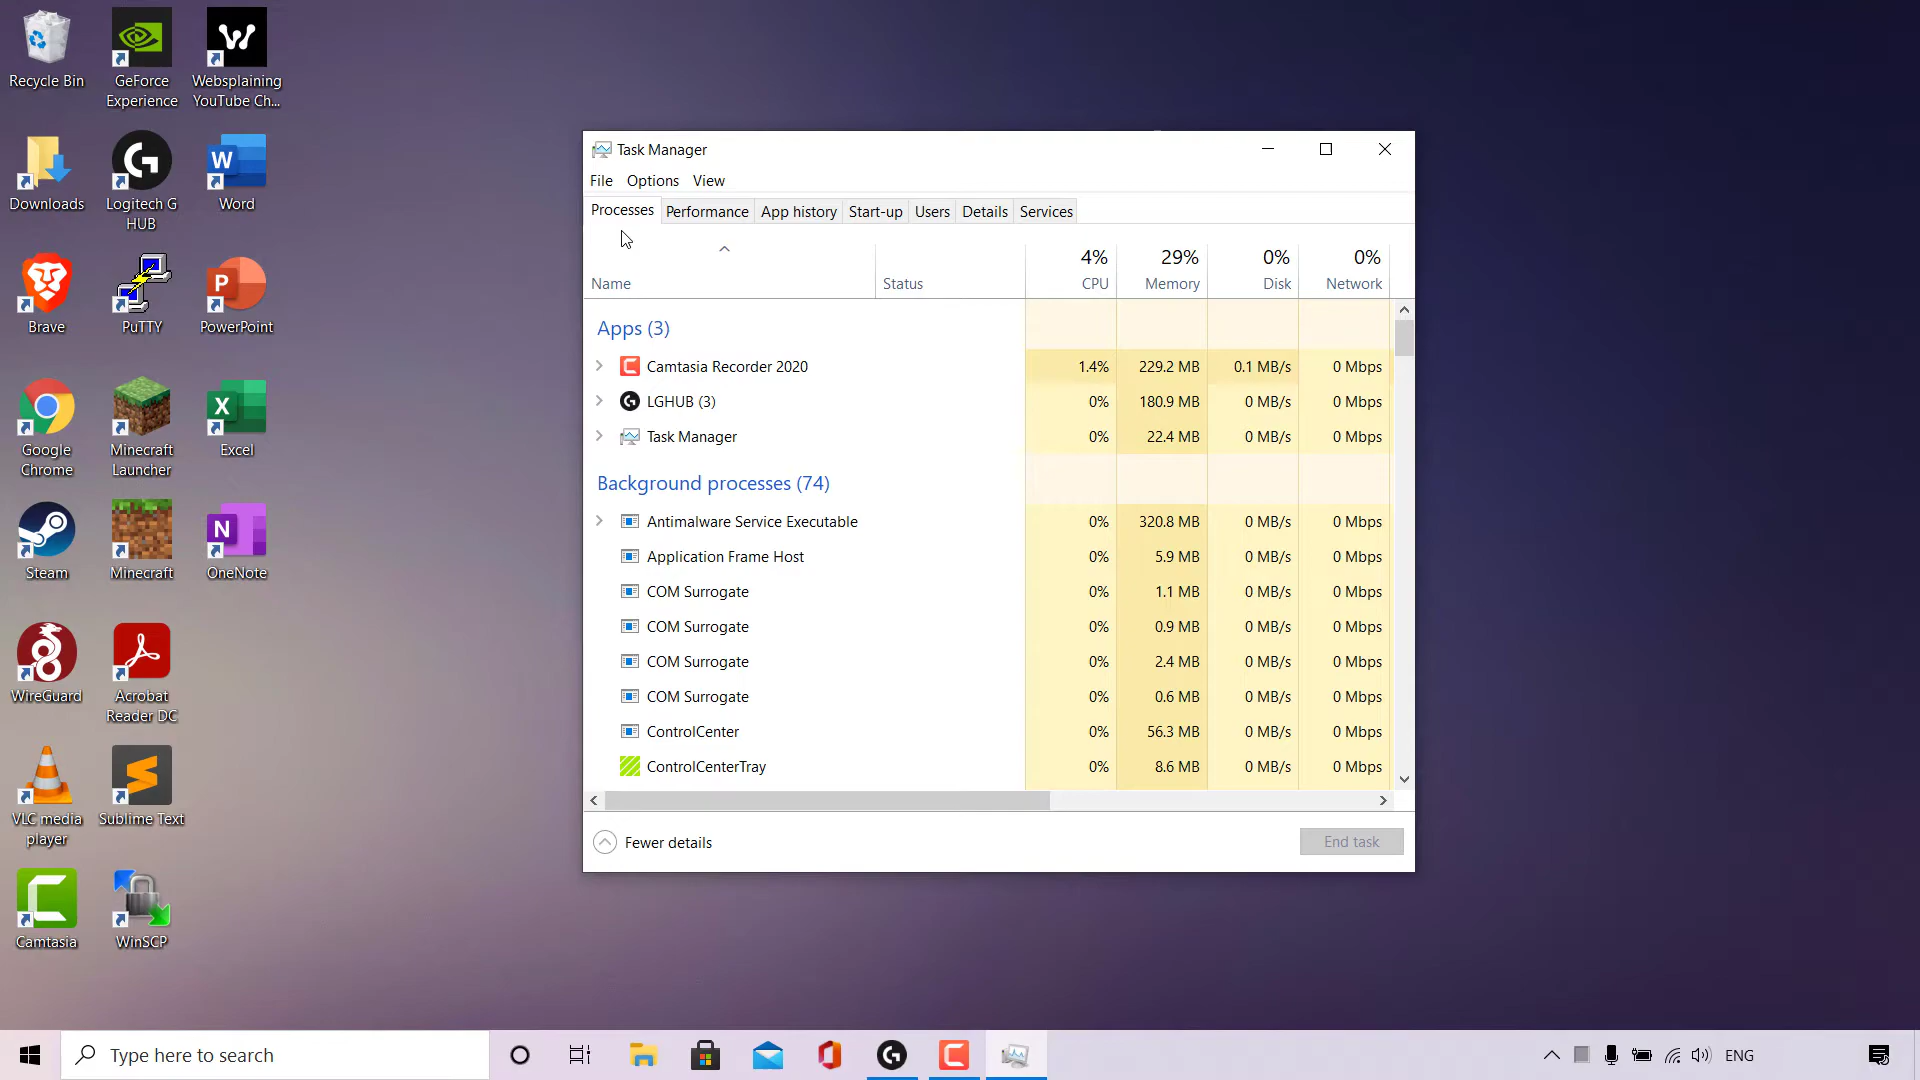 Recycle Bin
GeForce
Experience
Websplaining
YouTube Ch...
Downloads
Logitech G
HUB
Word
Brave
PuTTY
PowerPoint
Google
Chrome
Minecraft
Launcher
Excel
Steam
Minecraft
OneNote
WireGuard
Acrobat
Reader DC
VLC media
player
Sublime Text
Camtasia
WinSCP
Task Manager
File Options View
Processes Performance App history Start-up Users Details Services
4% 29% 0% 0%
Name Status CPU Memory Disk Network
Apps (3)
Camtasia Recorder 2020 1.4% 229.2 MB 0.1 MB/s 0 Mbps
LGHUB (3) 0% 180.9 MB 0 MB/s 0 Mbps
Task Manager 0% 22.4 MB 0 MB/s 0 Mbps
Background processes (74)
Antimalware Service Executable 0% 320.8 MB 0 MB/s 0 Mbps
Application Frame Host 0% 5.9 MB 0 MB/s 0 Mbps
COM Surrogate 0% 1.1 MB 0 MB/s 0 Mbps
COM Surrogate 0% 0.9 MB 0 MB/s 0 Mbps
COM Surrogate 0% 2.4 MB 0 MB/s 0 Mbps
COM Surrogate 0% 0.6 MB 0 MB/s 0 Mbps
ControlCenter 0% 56.3 MB 0 MB/s 0 Mbps
ControlCenterTray 0% 8.6 MB 0 MB/s 0 Mbps
Fewer details End task
Type here to search ENG